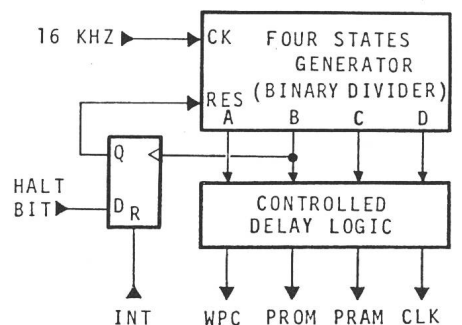 16 KHZ
CK
FOUR STATES
GENERATOR
(BINARY DIVIDER)
RES
A B C D
Q
HALT
BIT
D
R
CONTROLLED
DELAY LOGIC
INT WPC PROM PRAM CLK